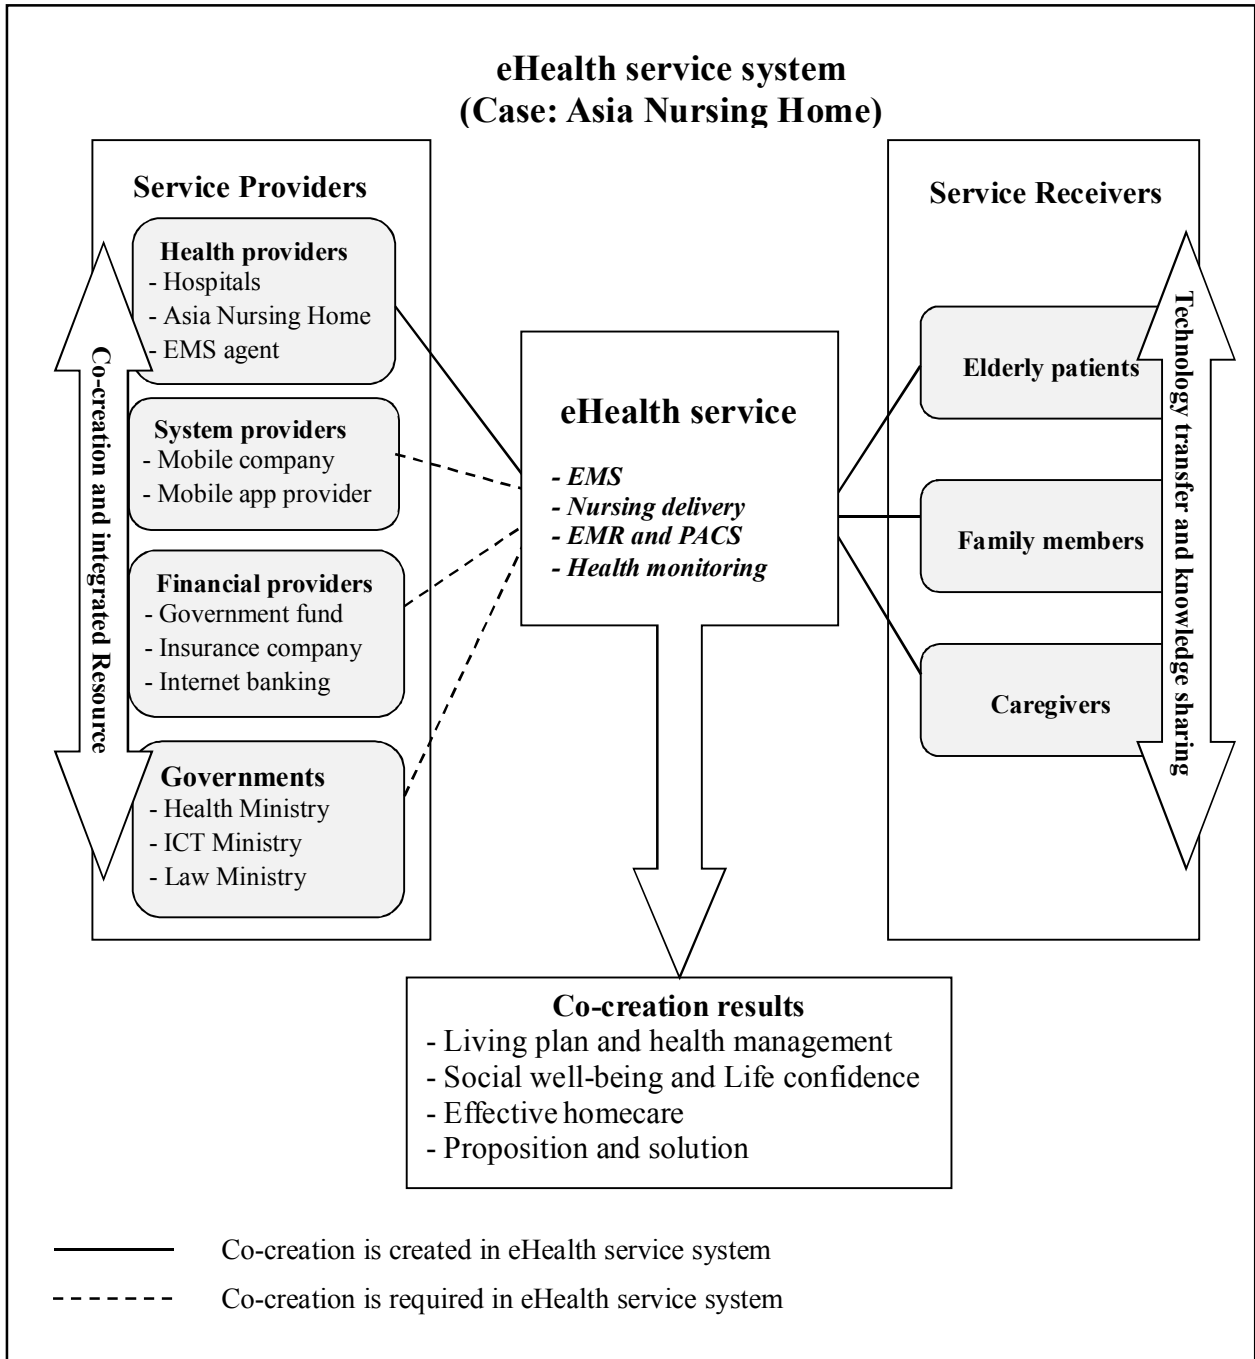 eHealth service system
(Case: Asia Nursing Home)
Service Providers
Health providers
- Hospitals
- Asia Nursing Home
- EMS agent
System providers
- Mobile company
- Mobile app provider
Financial providers
- Government fund
- Insurance company
- Internet banking
Governments
- Health Ministry
- ICT Ministry
- Law Ministry
Co-creation and integrated Resource
eHealth service
- EMS
- Nursing delivery
- EMR and PACS
- Health monitoring
Service Receivers
Elderly patients
Family members
Caregivers
Technology transfer and knowledge sharing
Co-creation results
- Living plan and health management
- Social well-being and Life confidence
- Effective homecare
- Proposition and solution
Co-creation is created in eHealth service system
Co-creation is required in eHealth service system